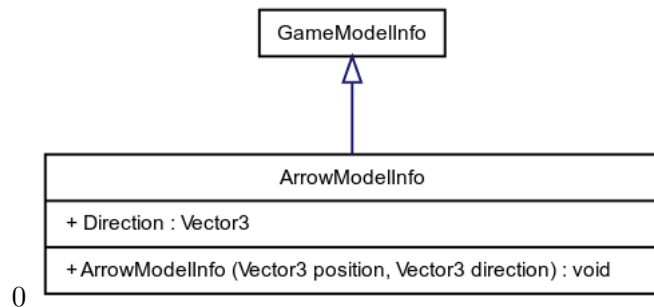 GameModelInfo
ArrowModelInfo
+ Direction : Vector3
+ ArrowModelInfo (Vector3 position, Vector3 direction) : void
0